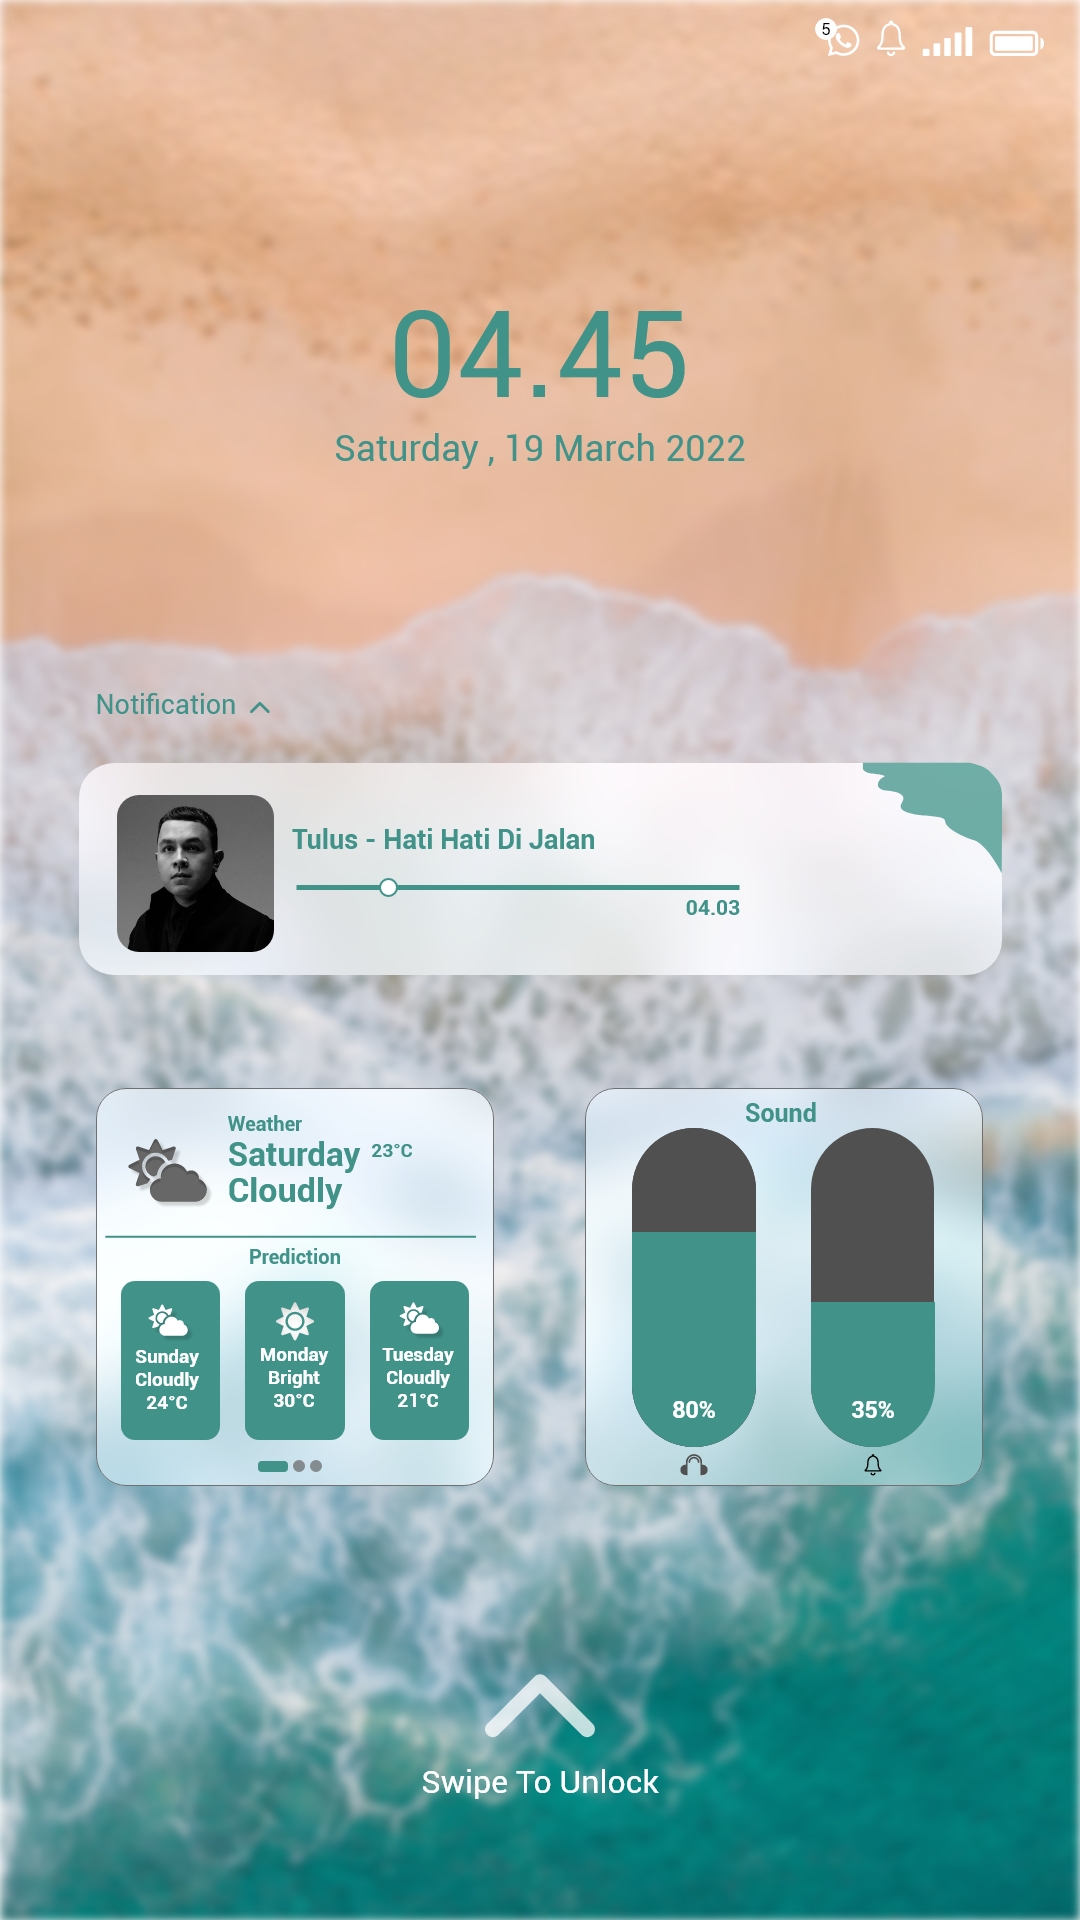 5
04.45
Saturday , 19 March 2022
Notification
Tulus - Hati Hati Di Jalan
04.03
Weather
Saturday 23°C
Cloudly
Prediction
Sunday
Cloudly
24°C
Monday
Bright
30°C
Tuesday
Cloudly
21°C
Sound
80%
35%
Swipe To Unlock